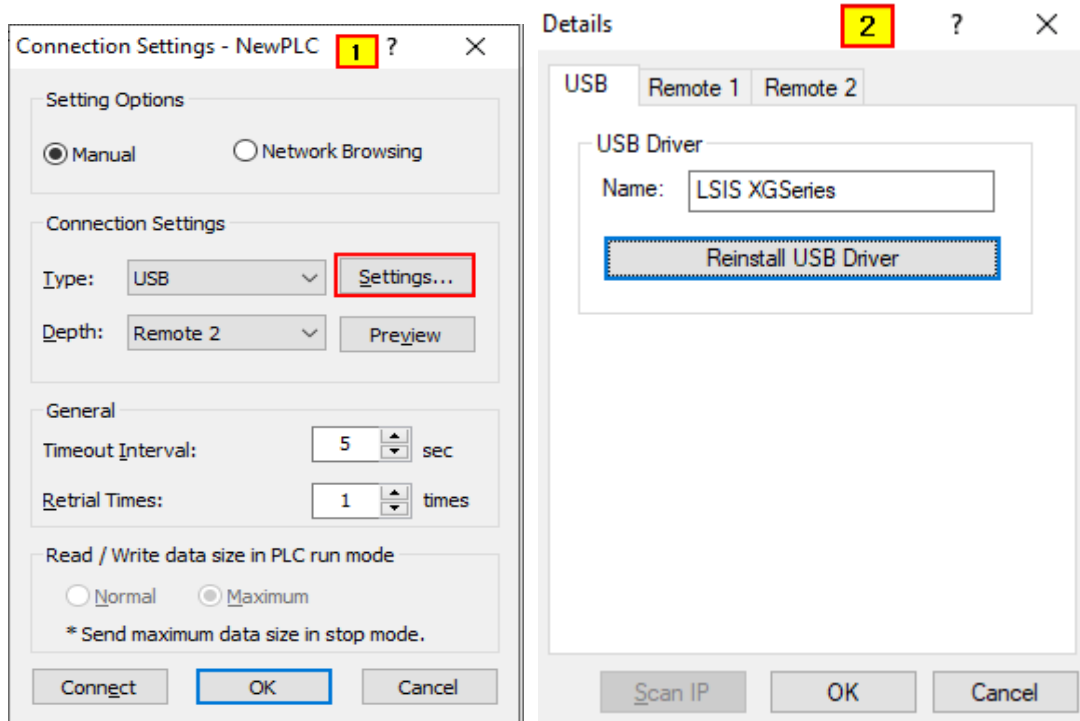 Connection Settings - NewPLC 1 ?
Setting Options
Manual Network Browsing
Connection Settings
Type: USB Settings...
Depth: Remote 2 Preview
General
Timeout Interval: 5 sec
Retrial Times: 1 times
Read / Write data size in PLC run mode
Normal Maximum
* Send maximum data size in stop mode.
Connect OK Cancel
Details 2 ?
USB Remote 1 Remote 2
USB Driver
Name: LSIS XGSeries
Reinstall USB Driver
Scan IP OK Cancel